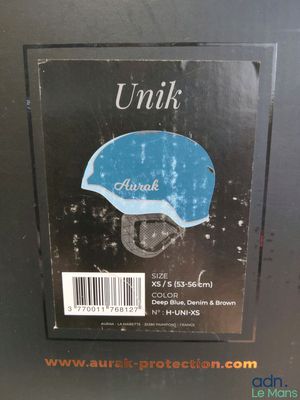 Unik
Aurak
SIZE
XS / S (53-56 cm)
COLOR
Deep Blue, Denim & Brown
N° : H-UNI-XS
3 770011 768127
FRANCE
www.aurak-protection.com
adn.
Le Mans